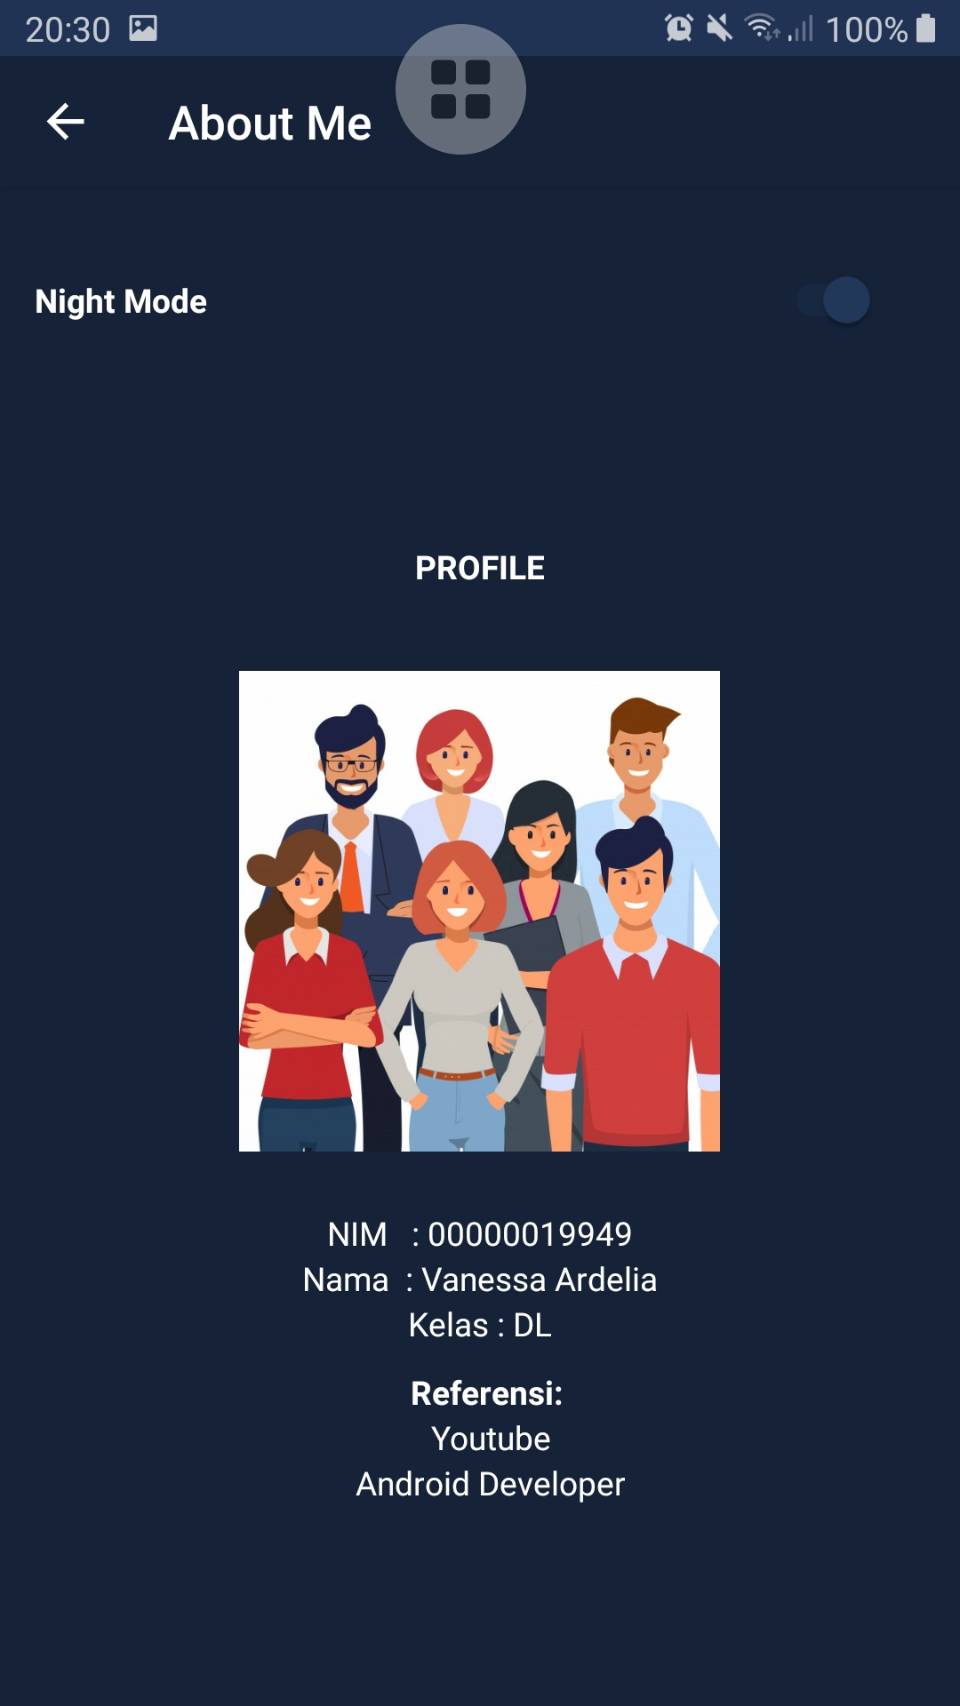 20:30 100%
About Me
Night Mode
PROFILE
NIM : 00000019949
Nama : Vanessa Ardelia
Kelas : DL
Referensi:
Youtube
Android Developer